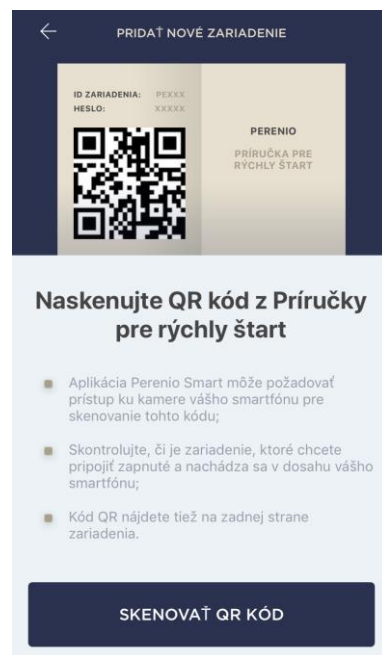 PRIDAŤ NOVÉ ZARIADENIE
ID ZARIADENIA: PEXXX
HESLO: XXXXX
PERENIO
PRÍRUČKA PRE
RÝCHLY ŠTART
Naskenujte QR kód z Príručky
pre rýchly štart
Aplikácia Perenio Smart môže požadovať
prístup ku kamere vášho smartfónu pre
skenovanie tohto kódu;
Skontrolujte, či je zariadenie, ktoré chcete
pripojiť zapnuté a nachádza sa v dosahu vášho
smartfónu;
Kód QR nájdete tiež na zadnej strane
zariadenia.
SKENOVAŤ QR KÓD